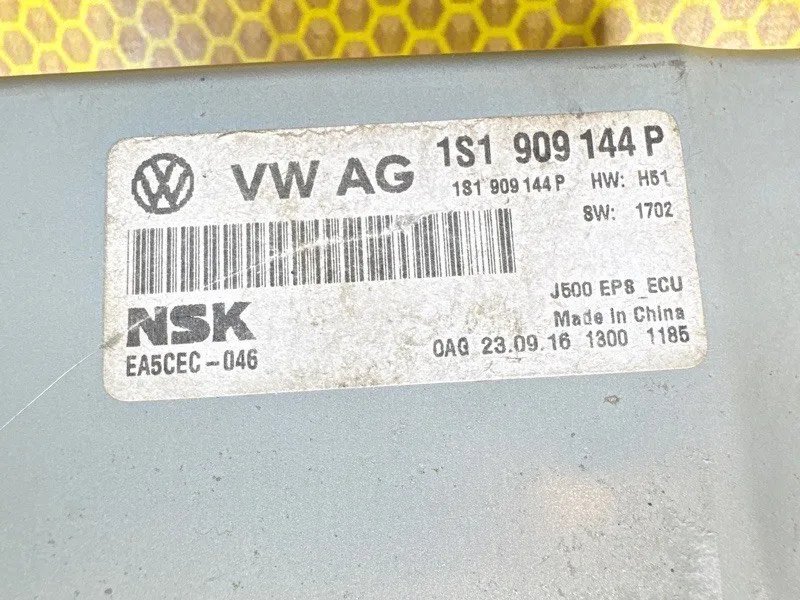 VW AG 1S1 909 144 P
1S1 909 144 P HW: H51
SW: 1702
NSK
J500 EPS_ECU
Made in China
EA5CEC-046
0AG 23.09.16 1300 1185